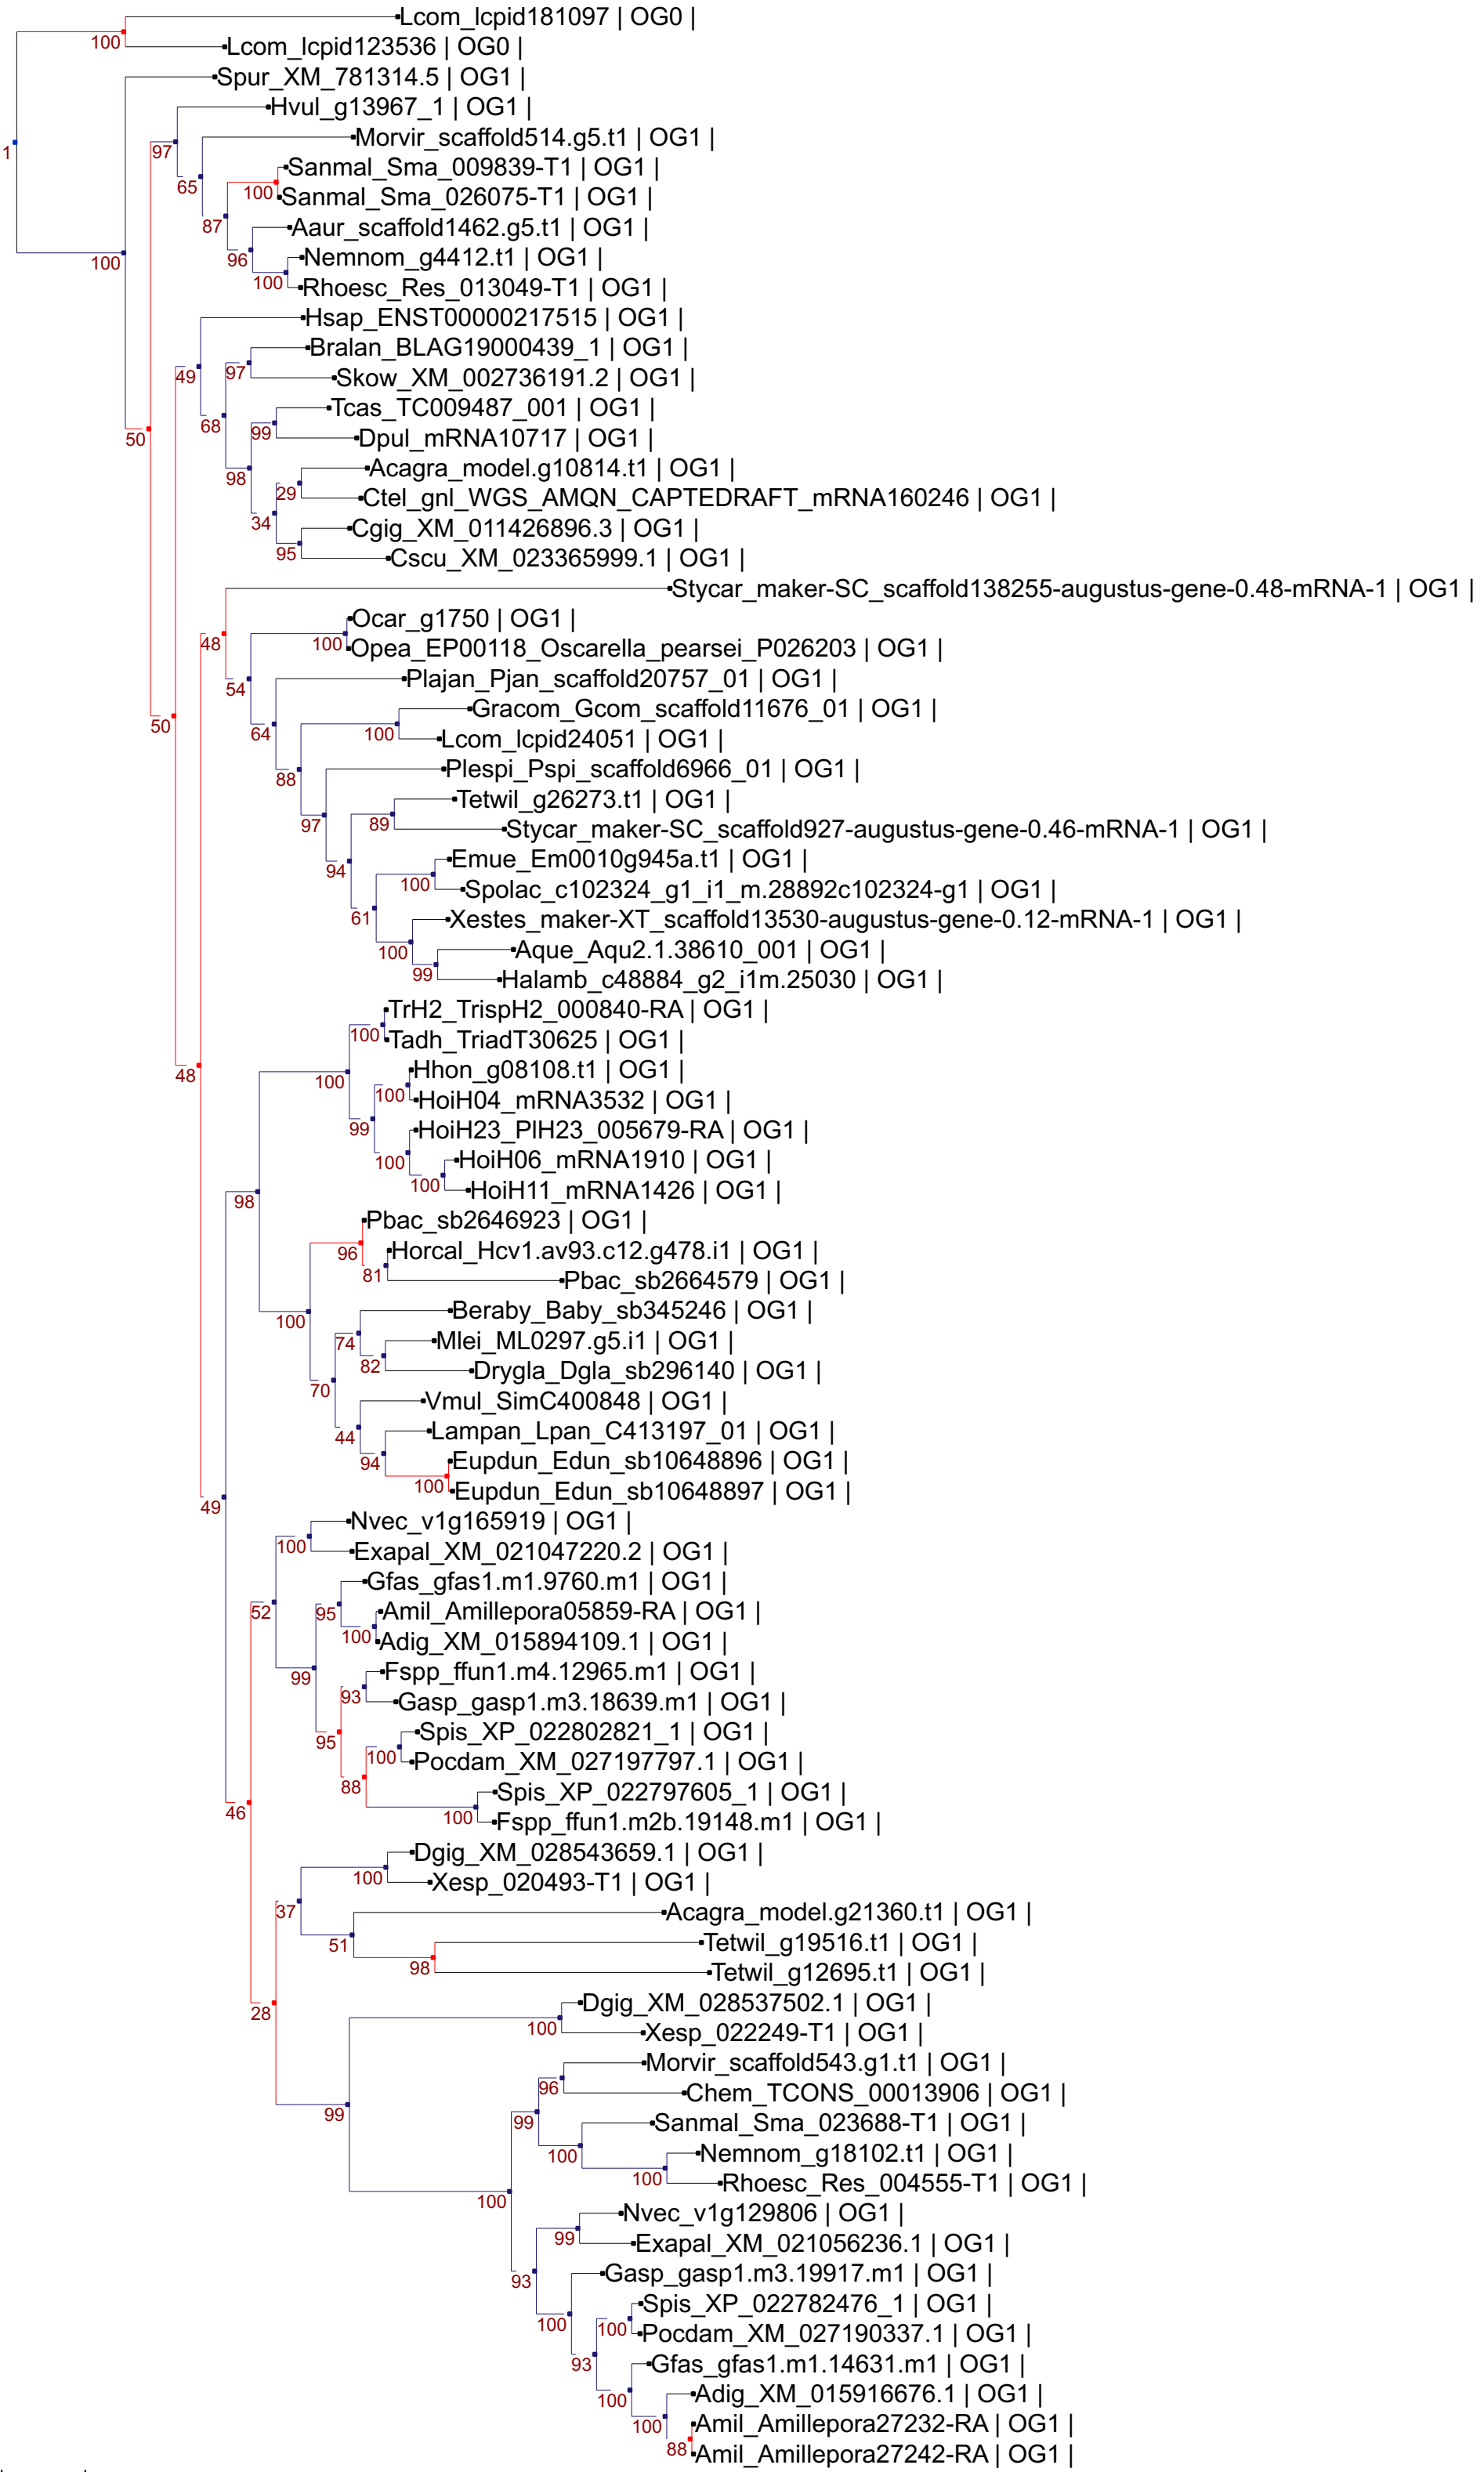 Lcom_lcpid181097 | OG0 |
100
Lcom_lcpid123536 | OG0 |
Spur_XM_781314.5 | OG1 |
Hvul_g13967_1 | OG1 |
Morvir_scaffold514.g5.t1 | OG1 |
1
97
Sanmal_Sma_009839-T1 | OG1 |
65
100
Sanmal_Sma_026075-T1 | OG1 |
87
Aaur_scaffold1462.g5.t1 | OG1 |
Nemnom_g4412.t1 | OG1 |
100
96
100
Rhoesc_Res_013049-T1 | OG1 |
Hsap_ENST00000217515 | OG1 |
Bralan_BLAG19000439_1 | OG1 |
49
97
Skow_XM_002736191.2 | OG1 |
Tcas_TC009487_001 | OG1 |
68
50
99
Dpul_mRNA10717 | OG1 |
Acagra_model.g10814.t1 | OG1 |
98
29
Ctel_gnl_WGS_AMQN_CAPTEDRAFT_mRNA160246 | OG1 |
34
Cgig_XM_011426896.3 | OG1 |
95
Cscu_XM_023365999.1 | OG1 |
Stycar_maker-SC_scaffold138255-augustus-gene-0.48-mRNA-1 | OG1 |
Ocar_g1750 | OG1 |
48
100
Opea_EP00118_Oscarella_pearsei_P026203 | OG1 |
Plajan_Pjan_scaffold20757_01 | OG1 |
54
Gracom_Gcom_scaffold11676_01 | OG1 |
50
64
100
Lcom_lcpid24051 | OG1 |
Plespi_Pspi_scaffold6966_01 | OG1 |
88
Tetwil_g26273.t1 | OG1 |
97
89
Stycar_maker-SC_scaffold927-augustus-gene-0.46-mRNA-1 | OG1 |
Emue_Em0010g945a.t1 | OG1 |
94
100
Spolac_c102324_g1_i1_m.28892c102324-g1 | OG1 |
61
Xestes_maker-XT_scaffold13530-augustus-gene-0.12-mRNA-1 | OG1 |
100
Aque_Aqu2.1.38610_001 | OG1 |
99
Halamb_c48884_g2_i1m.25030 | OG1 |
TrH2_TrispH2_000840-RA | OG1 |
100
Tadh_TriadT30625 | OG1 |
48
100
Hhon_g08108.t1 | OG1 |
100
HoiH04_mRNA3532 | OG1 |
99
HoiH23_PlH23_005679-RA | OG1 |
100
HoiH06_mRNA1910 | OG1 |
100
HoiH11_mRNA1426 | OG1 |
98
Pbac_sb2646923 | OG1 |
96
Horcal_Hcv1.av93.c12.g478.i1 | OG1 |
81
Pbac_sb2664579 | OG1 |
100
Beraby_Baby_sb345246 | OG1 |
74
Mlei_ML0297.g5.i1 | OG1 |
82
Drygla_Dgla_sb296140 | OG1 |
70
Vmul_SimC400848 | OG1 |
44
Lampan_Lpan_C413197_01 | OG1 |
94
Eupdun_Edun_sb10648896 | OG1 |
100
Eupdun_Edun_sb10648897 | OG1 |
49
Nvec_v1g165919 | OG1 |
100
Exapal_XM_021047220.2 | OG1 |
Gfas_gfas1.m1.9760.m1 | OG1 |
52
95
Amil_Amillepora05859-RA | OG1 |
100
Adig_XM_015894109.1 | OG1 |
99
Fspp_ffun1.m4.12965.m1 | OG1 |
93
Gasp_gasp1.m3.18639.m1 | OG1 |
95
Spis_XP_022802821_1 | OG1 |
100
Pocdam_XM_027197797.1 | OG1 |
88
Spis_XP_022797605_1 | OG1 |
46
100
Fspp_ffun1.m2b.19148.m1 | OG1 |
Dgig_XM_028543659.1 | OG1 |
100
Xesp_020493-T1 | OG1 |
37
Acagra_model.g21360.t1 | OG1 |
51
Tetwil_g19516.t1 | OG1 |
98
Tetwil_g12695.t1 | OG1 |
28
Dgig_XM_028537502.1 | OG1 |
100
Xesp_022249-T1 | OG1 |
Morvir_scaffold543.g1.t1 | OG1 |
96
Chem_TCONS_00013906 | OG1 |
99
99
Sanmal_Sma_023688-T1 | OG1 |
100
Nemnom_g18102.t1 | OG1 |
100
Rhoesc_Res_004555-T1 | OG1 |
100
Nvec_v1g129806 | OG1 |
99
Exapal_XM_021056236.1 | OG1 |
93
Gasp_gasp1.m3.19917.m1 | OG1 |
Spis_XP_022782476_1 | OG1 |
100
100
Pocdam_XM_027190337.1 | OG1 |
93
Gfas_gfas1.m1.14631.m1 | OG1 |
100
Adig_XM_015916676.1 | OG1 |
100
Amil_Amillepora27232-RA | OG1 |
88
Amil_Amillepora27242-RA | OG1 |